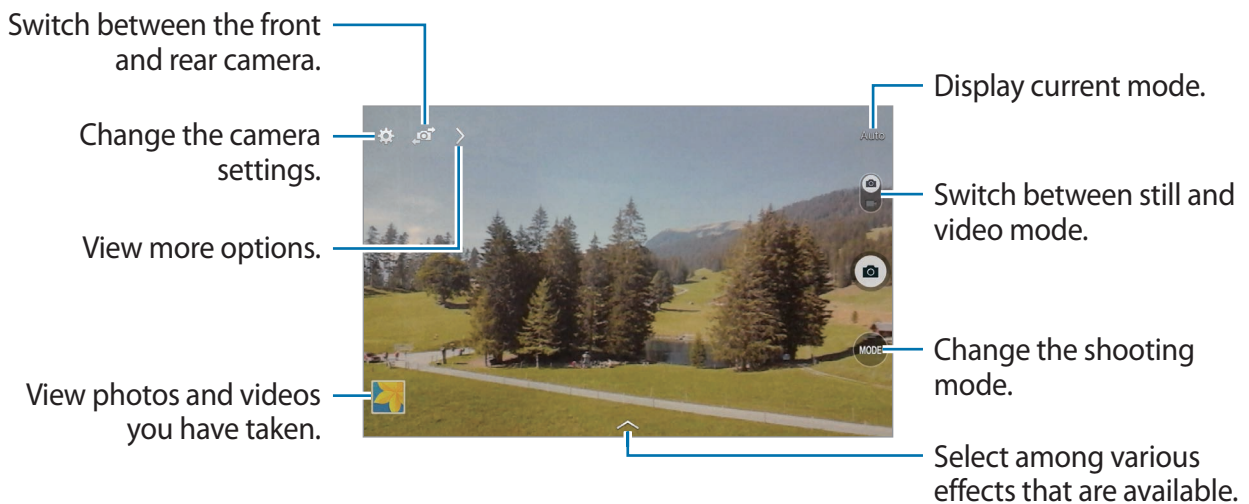 Switch between the front
and rear camera.
Change the camera
settings.
View more options.
View photos and videos
you have taken.
Display current mode.
Auto
Switch between still and
video mode.
MODE
Change the shooting
mode.
Select among various
effects that are available.